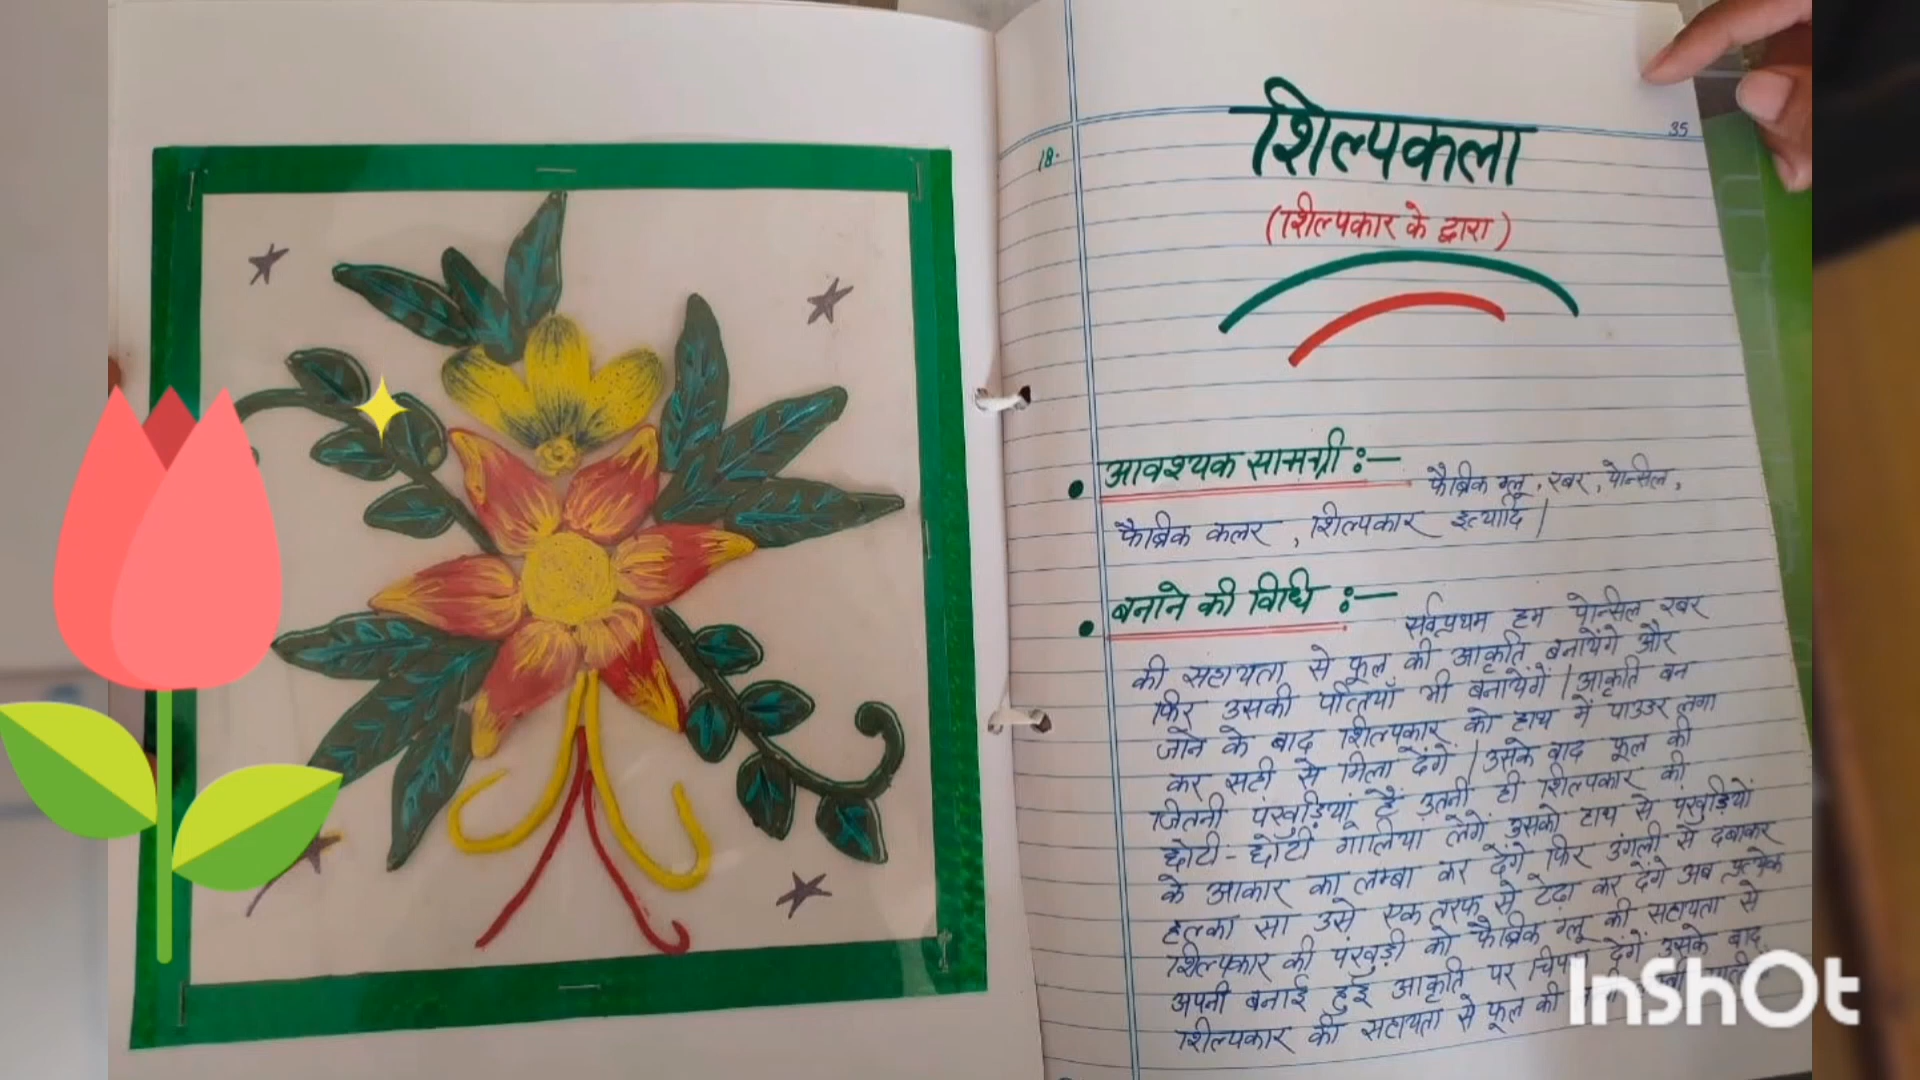 35
18.
शिल्पकला
(शिल्पकार के द्वारा)
• आवश्यक सामग्री :— फैब्रिक ग्लू, रबर, पेन्सिल,
फैब्रिक कलर, शिल्पकार इत्यादि |
• बनाने की विधि :— सर्वप्रथम हम पेन्सिल रबर
की सहायता से फूल की आकृति बनायेंगे और
फिर उसकी पत्तियाँ भी बनायेगें | आकृति बन
जाने के बाद शिल्पकार को हाथ में पाउडर लगा
कर सही से मिला देंगें | उसके बाद फूल की
जितनी पंखुड़ियां हैं उतनी ही शिल्पकार की
छोटी-छोटी गोलिया लेगें उसको हाथ से पंखुड़ियों
के आकार का लम्बा कर देंगे फिर उंगली से दबाकर
हल्का सा उसे एक तरफ से टेढ़ा कर देंगे अब प्रत्येक
शिल्पकार की पंखुड़ी को फैब्रिक ग्लू की सहायता से
अपनी बनाई हुई आकृति पर देंगें उसके बाद
शिल्पकार की सहायता से फूल की
InShOt